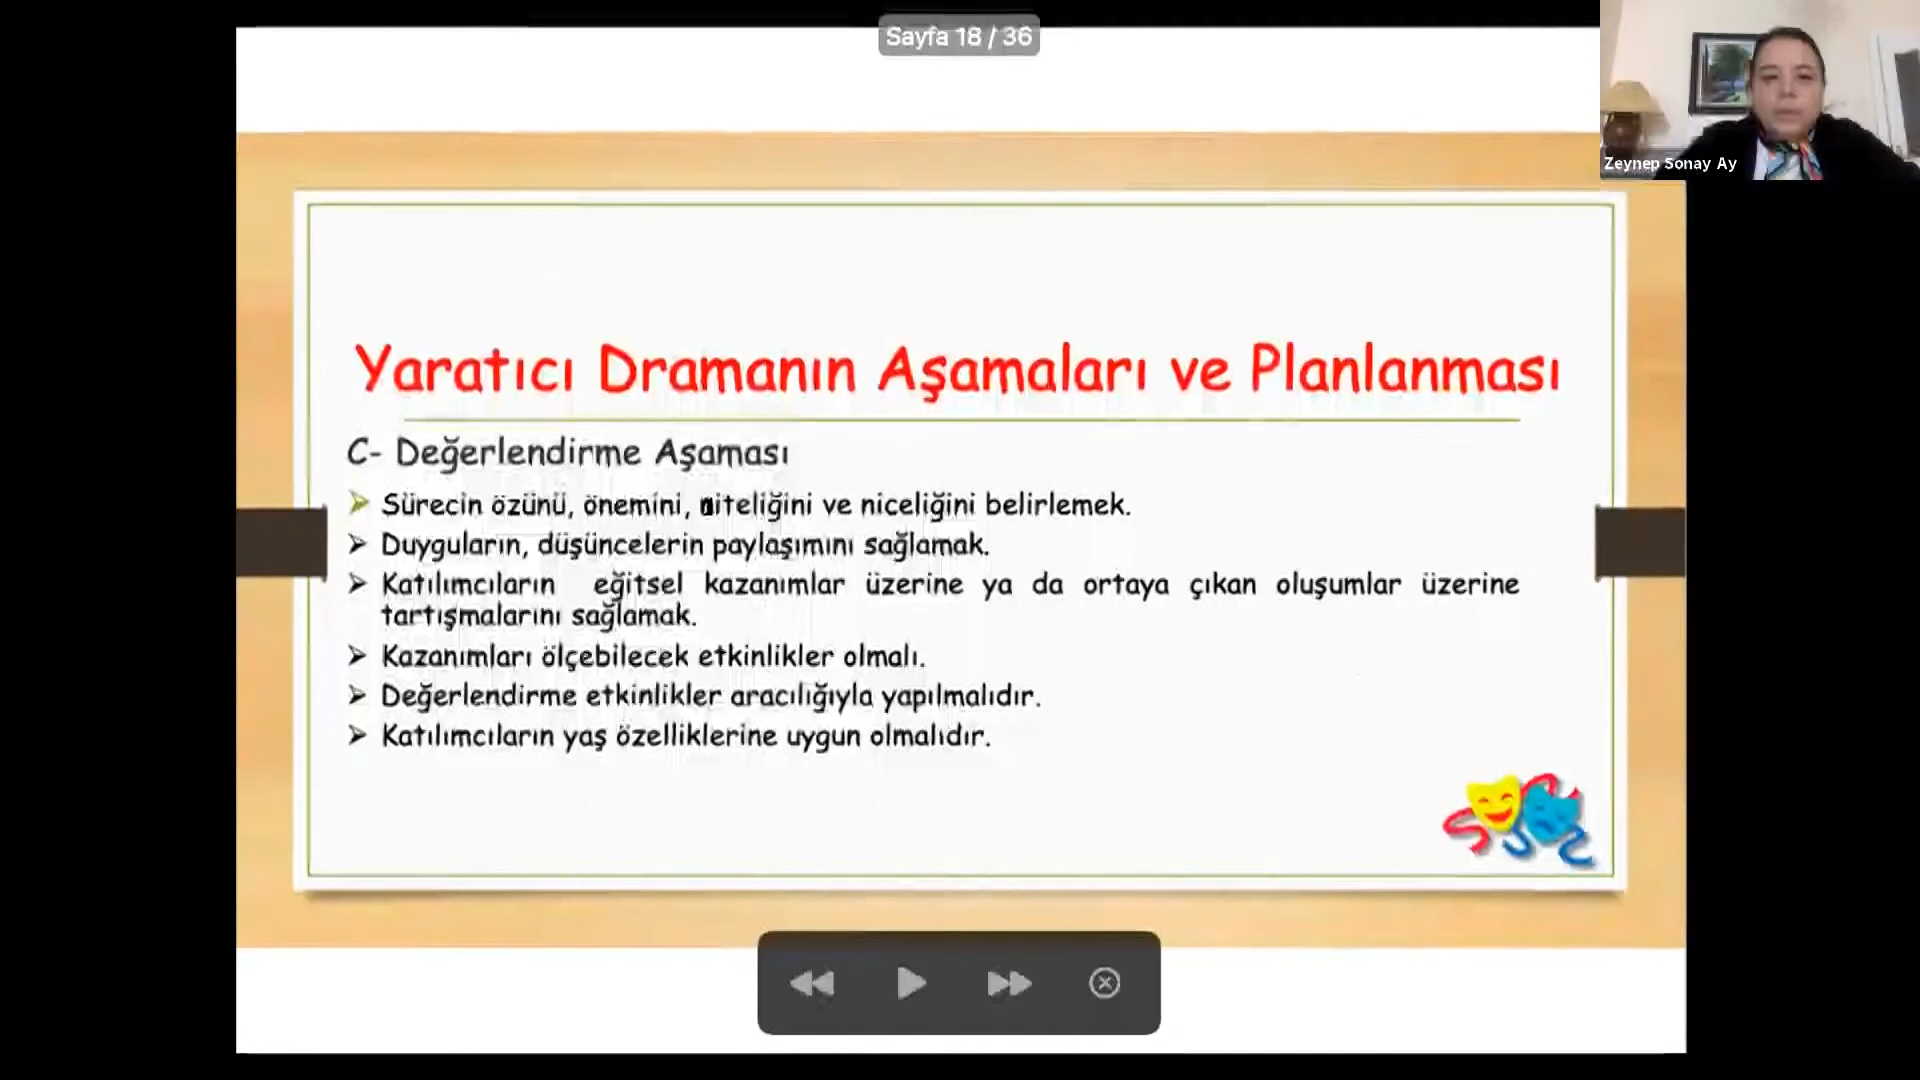 Sayfa 18 / 36
Zeynep Sonay Ay
Yaratıcı Dramanın Aşamaları ve Planlanması
C- Değerlendirme Aşaması
Sürecin özünü, önemini, niteliğini ve niceliğini belirlemek.
Duyguların, düşüncelerin paylaşımını sağlamak.
Katılımcıların eğitsel kazanımlar üzerine ya da ortaya çıkan oluşumlar üzerine
tartışmalarını sağlamak.
Kazanımları ölçebilecek etkinlikler olmalı.
Değerlendirme etkinlikler aracılığıyla yapılmalıdır.
Katılımcıların yaş özelliklerine uygun olmalıdır.